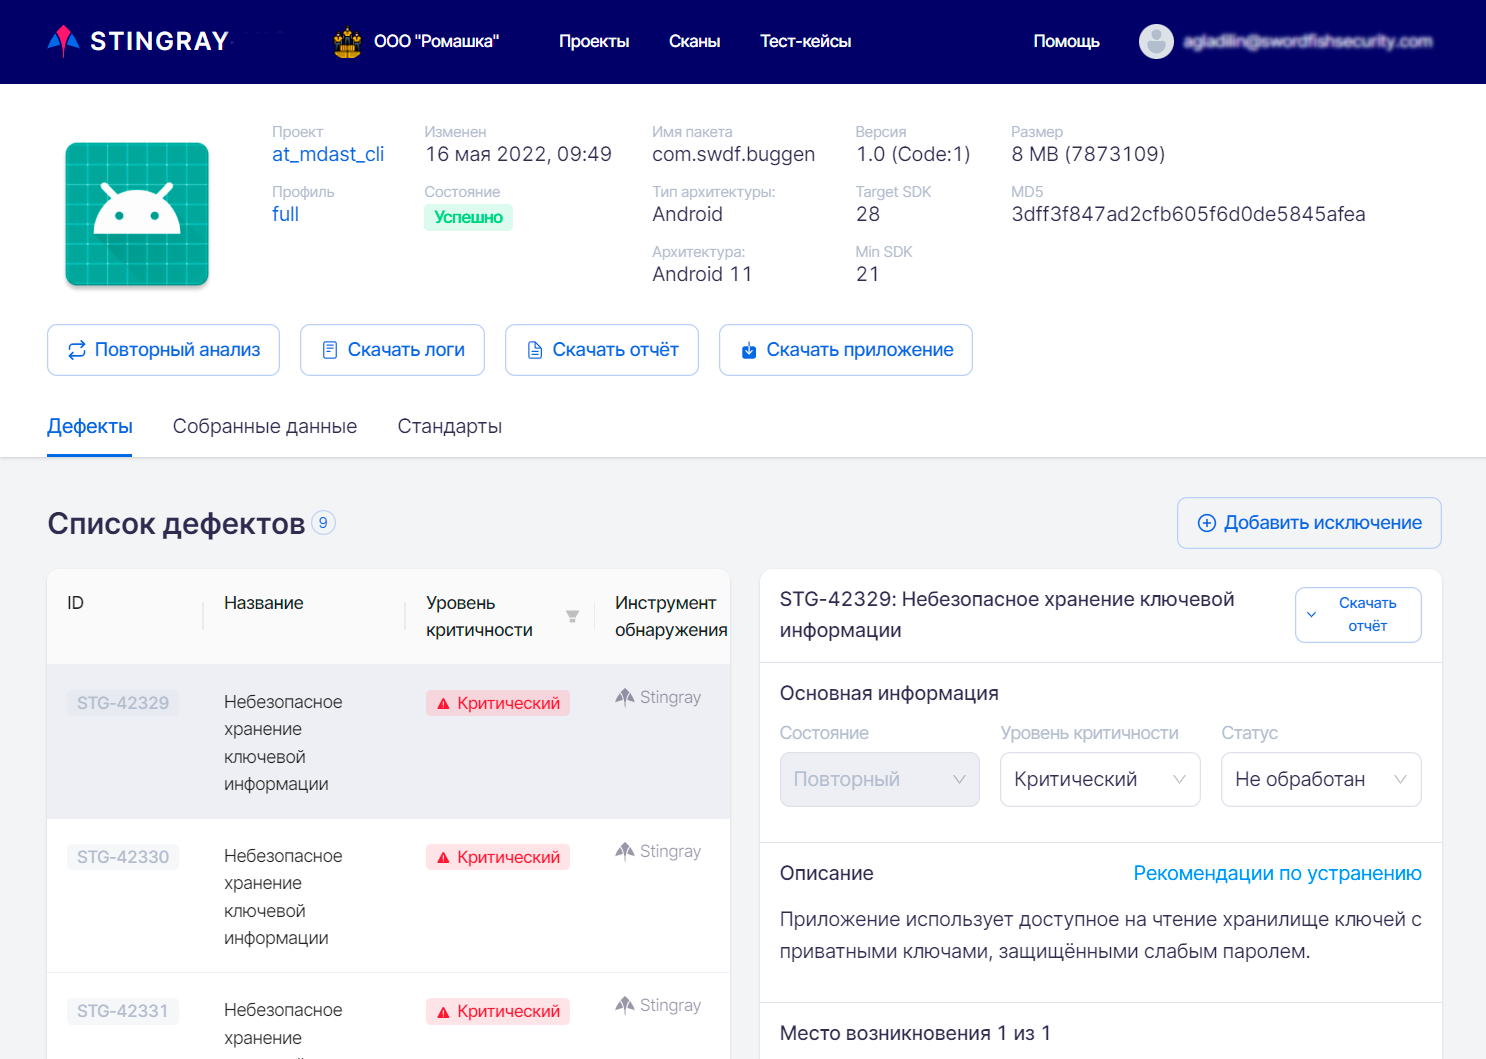 STINGRAY
ООО "Ромашка"
Проекты
Сканы
Тест-кейсы
Помощь
Проект
at_mdast_cli
Профиль
full
Изменен
16 мая 2022, 09:49
Состояние
Успешно
Имя пакета
com.swdf.buggen
Тип архитектуры:
Android
Архитектура:
Android 11
Версия
1.0 (Code:1)
Target SDK
28
Min SDK
21
Размер
8 MB (7873109)
MD5
3dff3f847ad2cfb605f6d0de5845afea
Повторный анализ
Скачать логи
Скачать отчёт
Скачать приложение
Дефекты
Собранные данные
Стандарты
Список дефектов 9
Добавить исключение
ID
Название
Уровень
критичности
Инструмент
обнаружения
STG-42329
Небезопасное
хранение
ключевой
информации
Критический
Stingray
STG-42330
Небезопасное
хранение
ключевой
информации
Критический
Stingray
STG-42331
Небезопасное
хранение
Критический
Stingray
STG-42329: Небезопасное хранение ключевой
информации
Скачать
отчёт
Основная информация
Состояние
Повторный
Уровень критичности
Критический
Статус
Не обработан
Описание
Рекомендации по устранению
Приложение использует доступное на чтение хранилище ключей с
приватными ключами, защищёнными слабым паролем.
Место возникновения 1 из 1